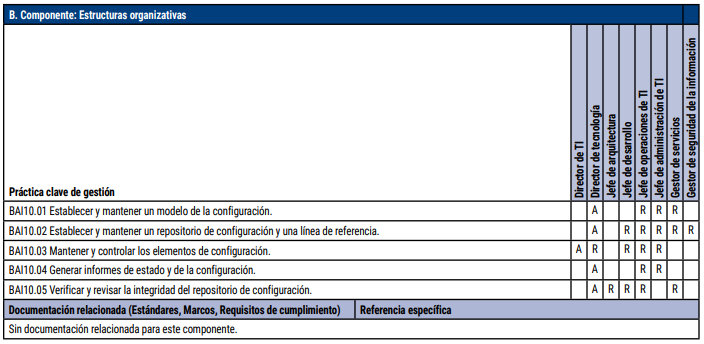 B. Componente: Estructuras organizativas
Práctica clave de gestión
Director de TI
Director de tecnología
Jefe de arquitectura
Jefe de desarrollo
Jefe de operaciones de TI
Jefe de administración de TI
Gestor de servicios
Gestor de seguridad de la información
BAI10.01 Establecer y mantener un modelo de la configuración. A R R R
BAI10.02 Establecer y mantener un repositorio de configuración y una línea de referencia. A R R R R R
BAI10.03 Mantener y controlar los elementos de configuración. A R R R R
BAI10.04 Generar informes de estado y de la configuración. A R R
BAI10.05 Verificar y revisar la integridad del repositorio de configuración. A R R R R
Documentación relacionada (Estándares, Marcos, Requisitos de cumplimiento) Referencia específica
Sin documentación relacionada para este componente.